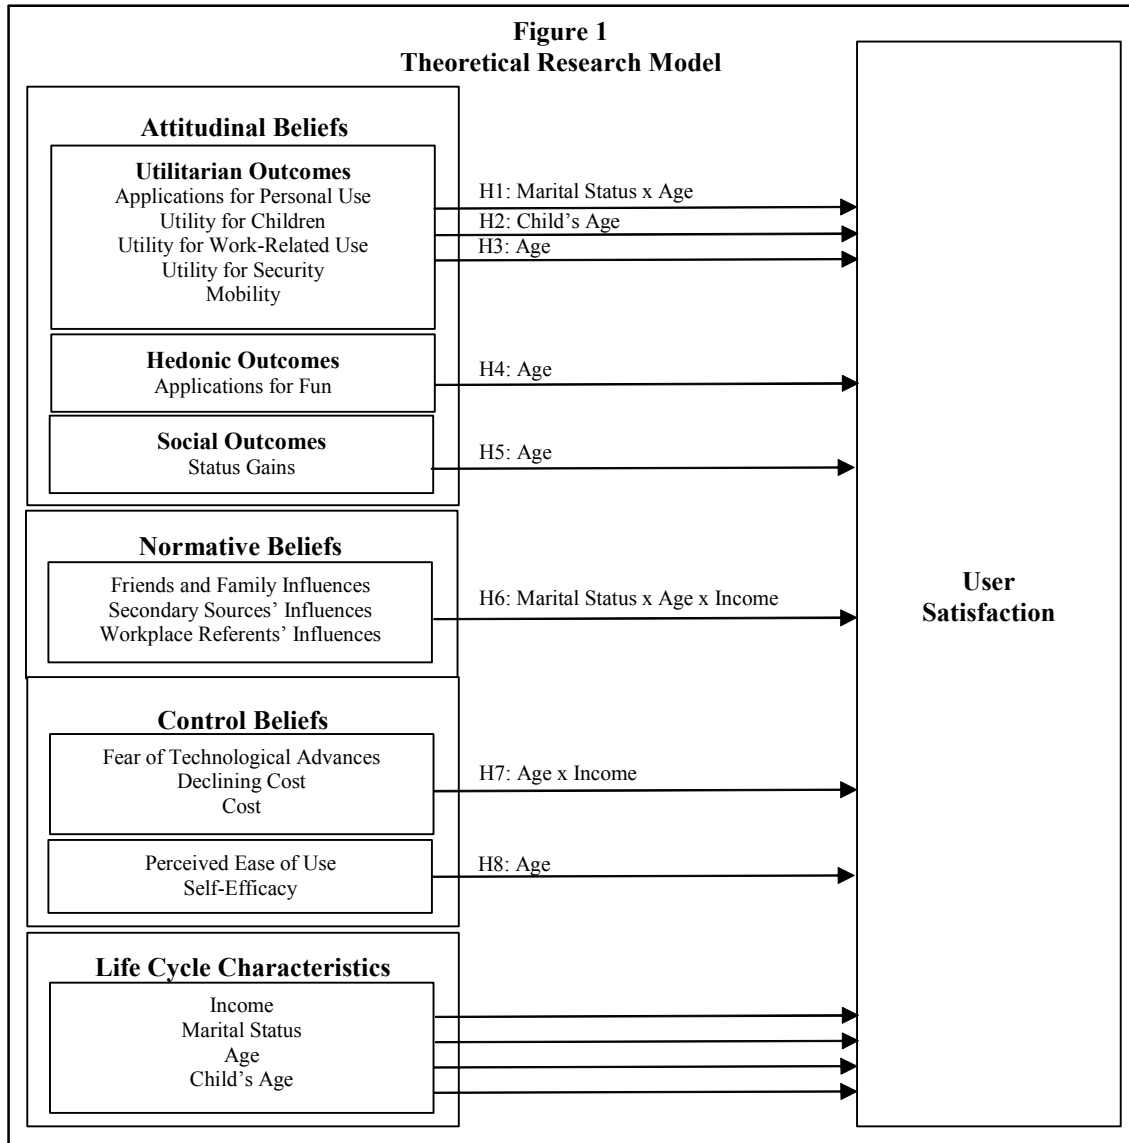 Figure 1
Theoretical Research Model
Attitudinal Beliefs
Utilitarian Outcomes
Applications for Personal Use
Utility for Children
Utility for Work-Related Use
Utility for Security
Mobility
H1: Marital Status x Age
H2: Child’s Age
H3: Age
Hedonic Outcomes
Applications for Fun
H4: Age
Social Outcomes
Status Gains
H5: Age
Normative Beliefs
Friends and Family Influences
Secondary Sources’ Influences
Workplace Referents’ Influences
H6: Marital Status x Age x Income
Control Beliefs
Fear of Technological Advances
Declining Cost
Cost
H7: Age x Income
Perceived Ease of Use
Self-Efficacy
H8: Age
Life Cycle Characteristics
Income
Marital Status
Age
Child’s Age
User
Satisfaction